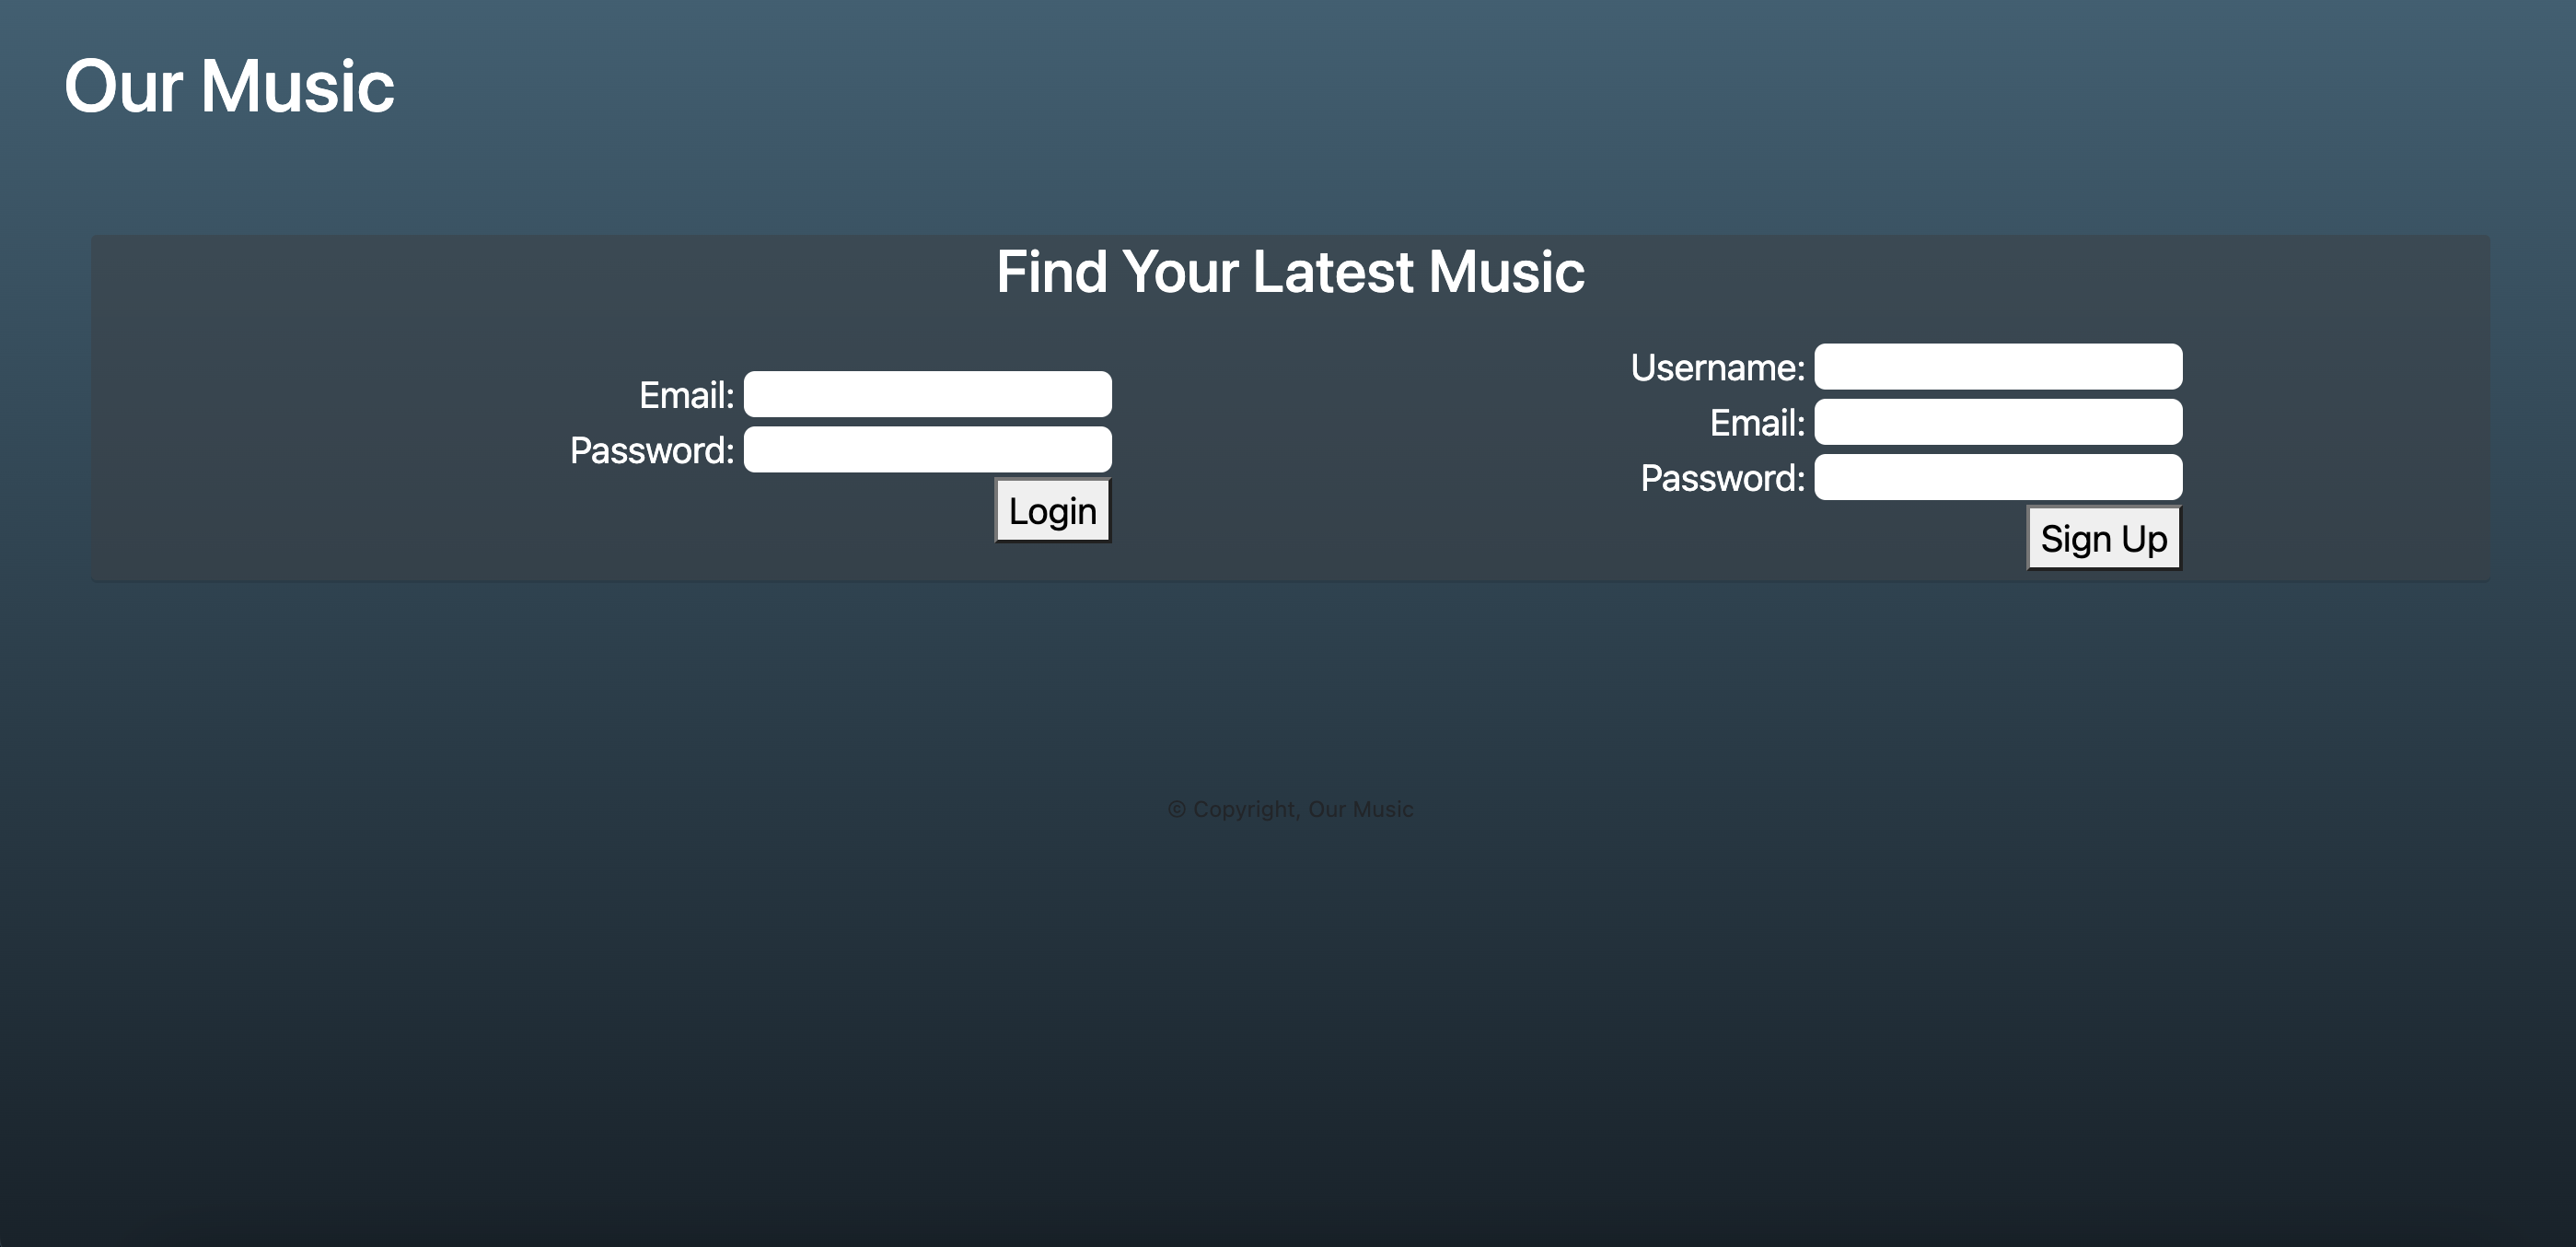 Our Music
Find Your Latest Music
Email:
Password:
Login
Username:
Email:
Password:
Sign Up
© Copyright, Our Music